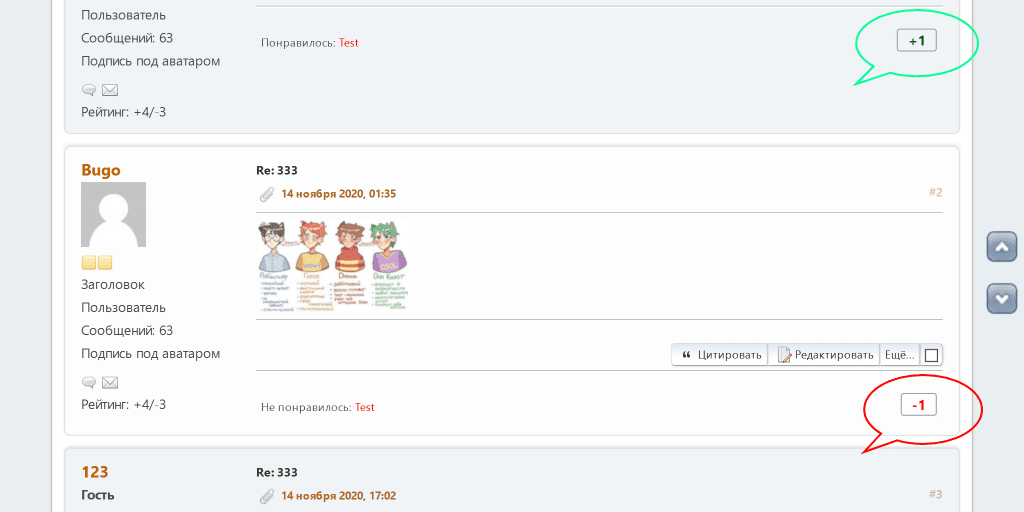 Пользователь
Сообщений: 63
Подпись под аватаром
Рейтинг: +4/-3
Понравилось: Test
+1
Bugo
Заголовок
Пользователь
Сообщений: 63
Подпись под аватаром
Рейтинг: +4/-3
Re: 333
14 ноября 2020, 01:35
#2
Цитировать
Редактировать
Ещё...
Не понравилось: Test
-1
123
Гость
Re: 333
14 ноября 2020, 17:02
#3